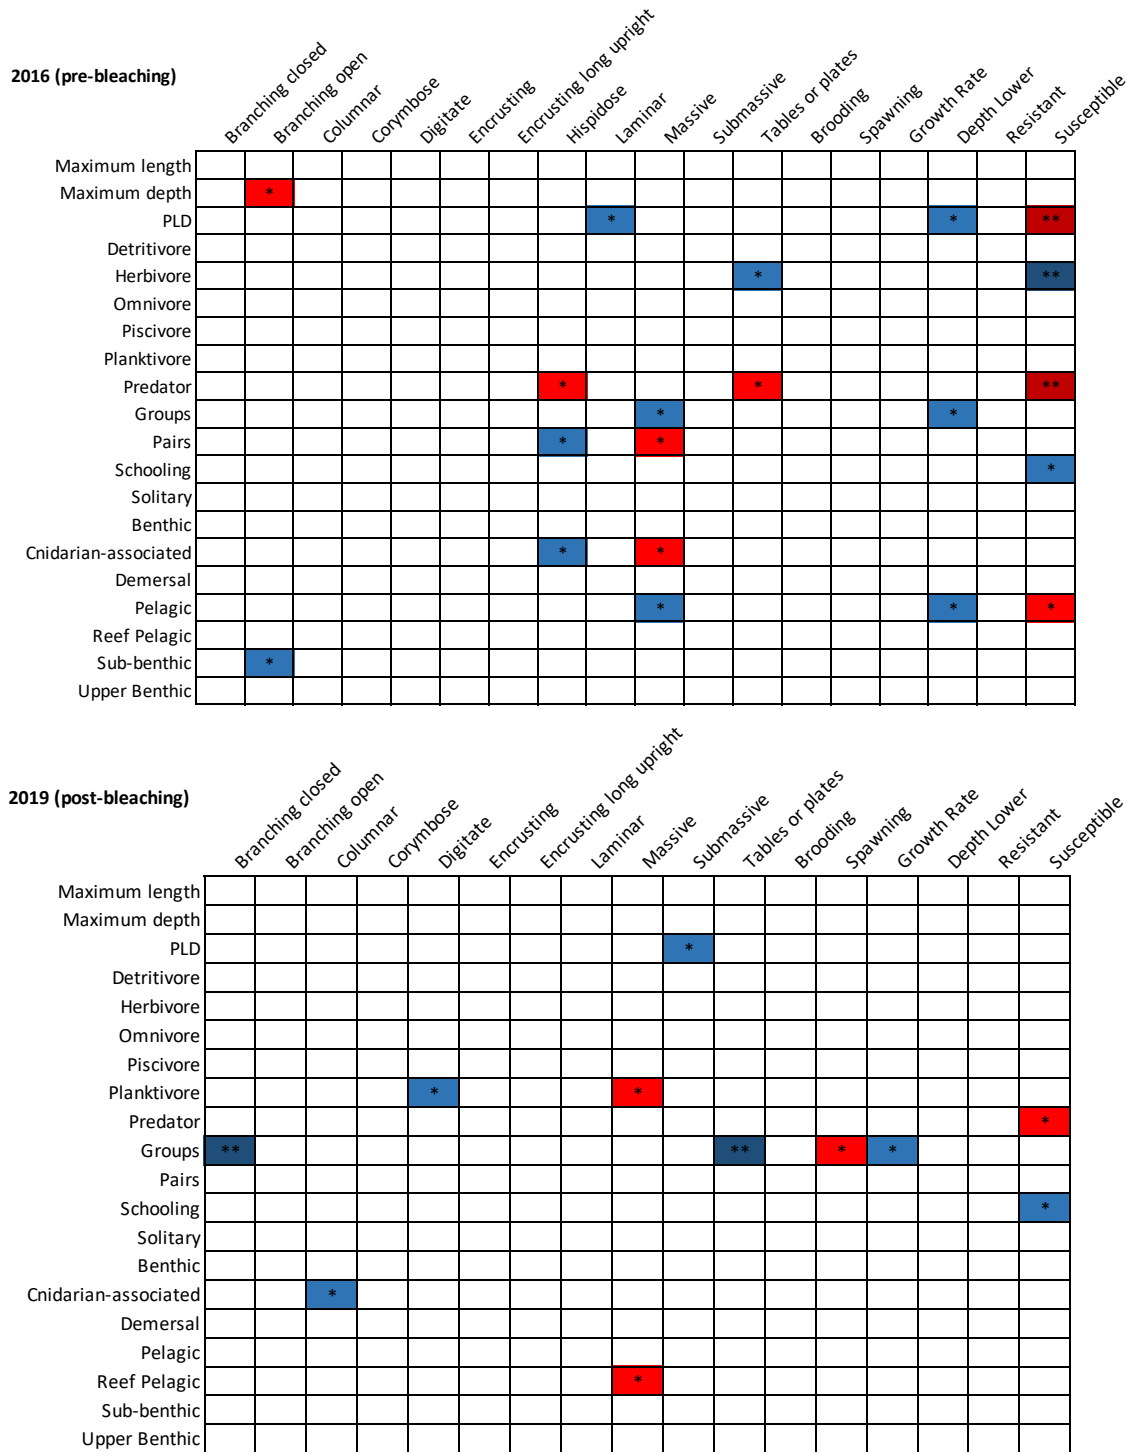 2016 (pre-bleaching)
Branching closed
Branching open
Columnar
Corymbose
Digitate
Encrusting
Encrusting long upright
Hispidose
Laminar
Massive
Submassive
Tables or plates
Brooding
Spawning
Growth Rate
Depth Lower
Resistant
Susceptible
Maximum length
Maximum depth *
PLD * * **
Detritivore
Herbivore * **
Omnivore
Piscivore
Planktivore
Predator * * **
Groups * *
Pairs * *
Schooling *
Solitary
Benthic
Cnidarian-associated * *
Demersal
Pelagic * * *
Reef Pelagic
Sub-benthic *
Upper Benthic
2019 (post-bleaching)
Branching closed
Branching open
Columnar
Corymbose
Digitate
Encrusting
Encrusting long upright
Laminar
Massive
Submassive
Tables or plates
Brooding
Spawning
Growth Rate
Depth Lower
Resistant
Susceptible
Maximum length
Maximum depth
PLD *
Detritivore
Herbivore
Omnivore
Piscivore
Planktivore * *
Predator *
Groups ** ** * *
Pairs
Schooling *
Solitary
Benthic
Cnidarian-associated *
Demersal
Pelagic
Reef Pelagic *
Sub-benthic
Upper Benthic